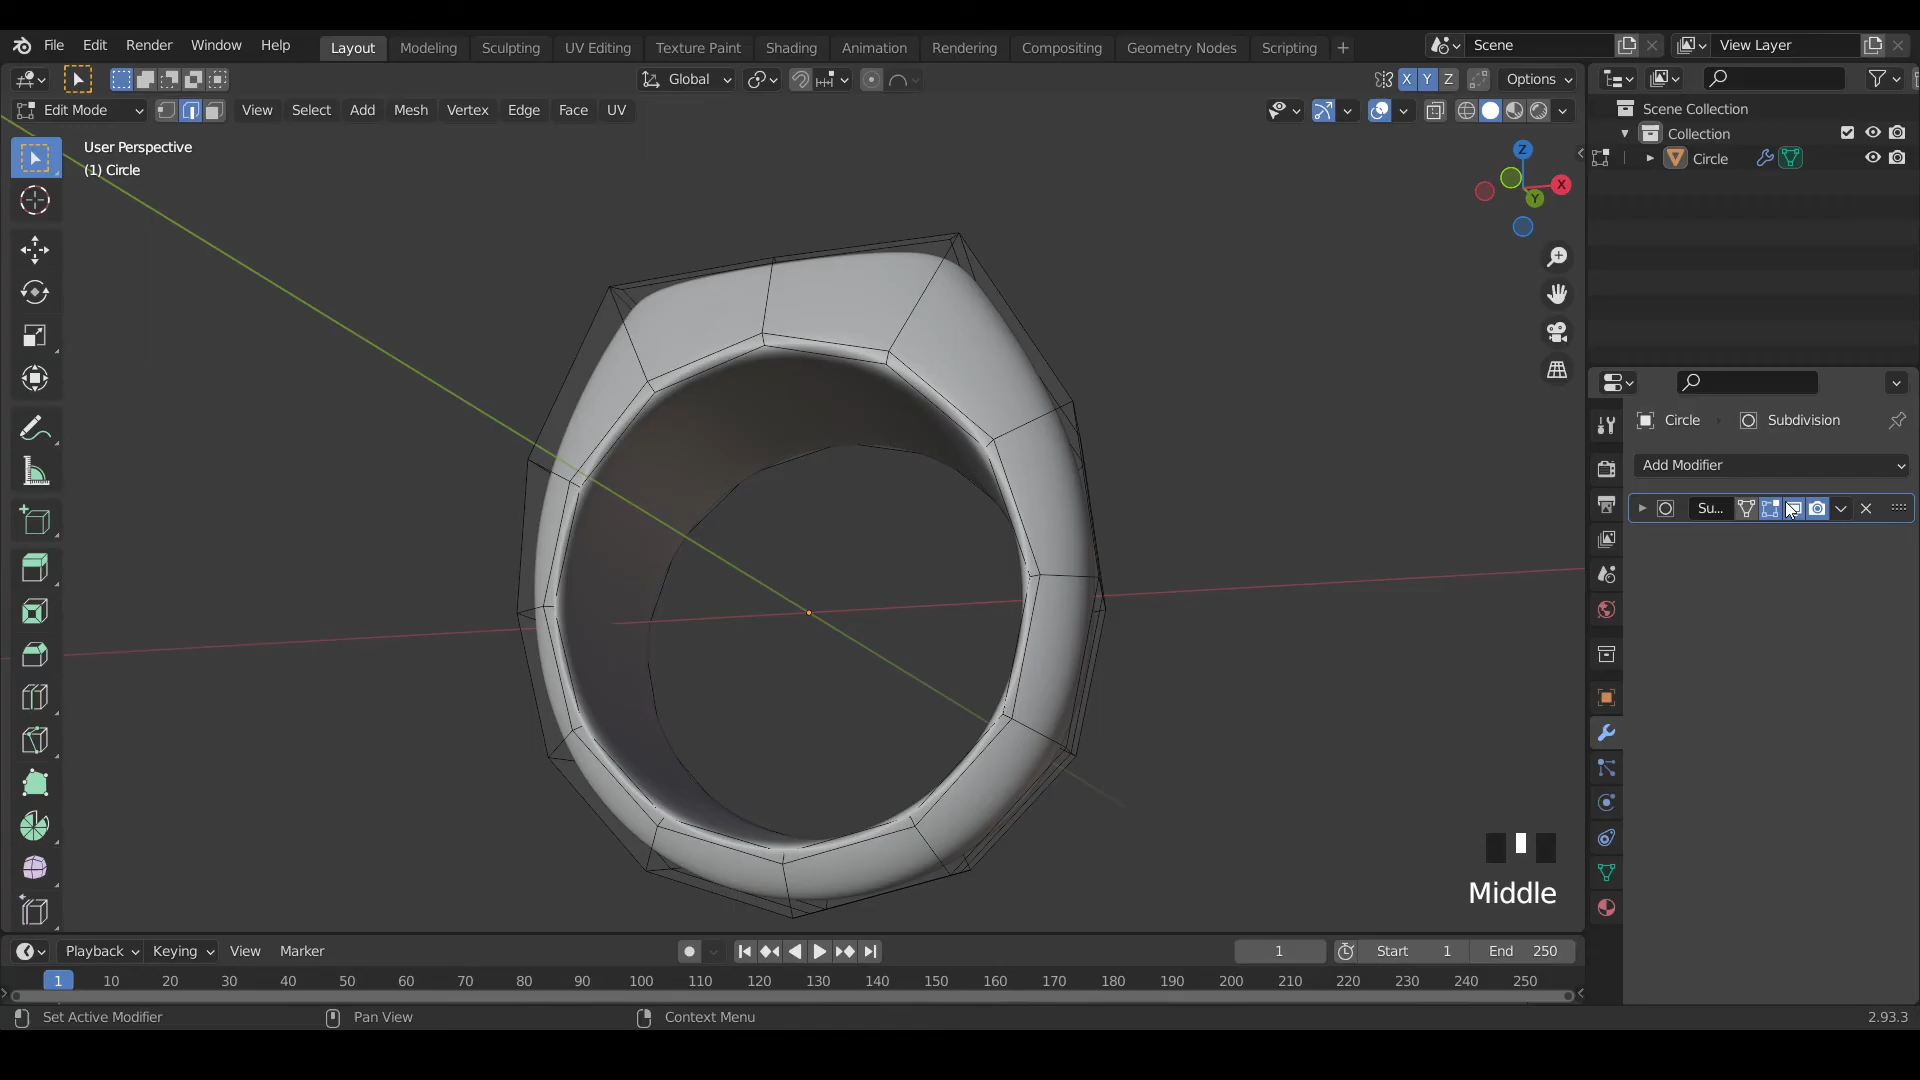 File Edit Render Window Help Layout Modeling Sculpting UV Editing Texture Paint Shading Animation Rendering Compositing Geometry Nodes Scripting + Scene View Layer
Global X Y Z Options
Edit Mode View Select Add Mesh Vertex Edge Face UV
Scene Collection
Collection
Circle
User Perspective
(1) Circle
Z
X
Y
Circle Subdivision
Add Modifier
Su...
Middle
Playback Keying View Marker 1 Start 1 End 250
1 10 20 30 40 50 60 70 80 90 100 110 120 130 140 150 160 170 180 190 200 210 220 230 240 250
Set Active Modifier Pan View Context Menu 2.93.3